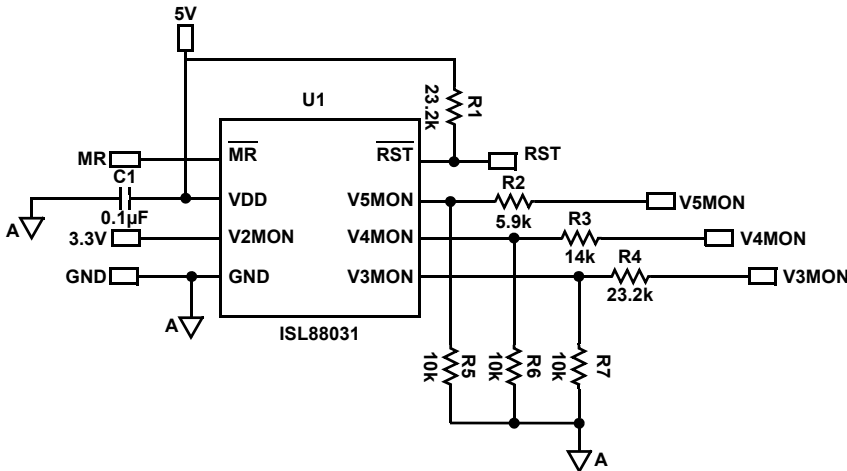 5V
U1
R1
23.2k
MR
MR
RST
RST
C1
VDD
V5MON
R2
V5MON
A
0.1µF
5.9k
R3
3.3V
V2MON
V4MON
V4MON
14k
R4
GND
GND
V3MON
V3MON
23.2k
A
ISL88031
10k
R5
10k
R6
10k
R7
A